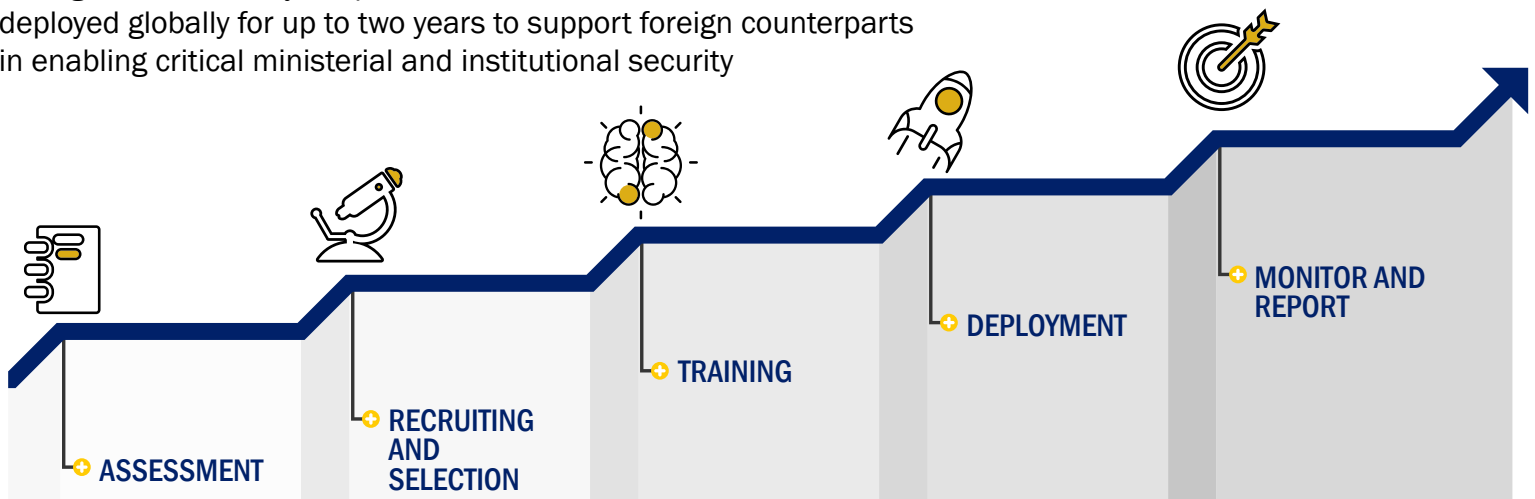 deployed globally for up to two years to support foreign counterparts
in enabling critical ministerial and institutional security
ASSESSMENT
RECRUITING
AND
SELECTION
TRAINING
DEPLOYMENT
MONITOR AND
REPORT